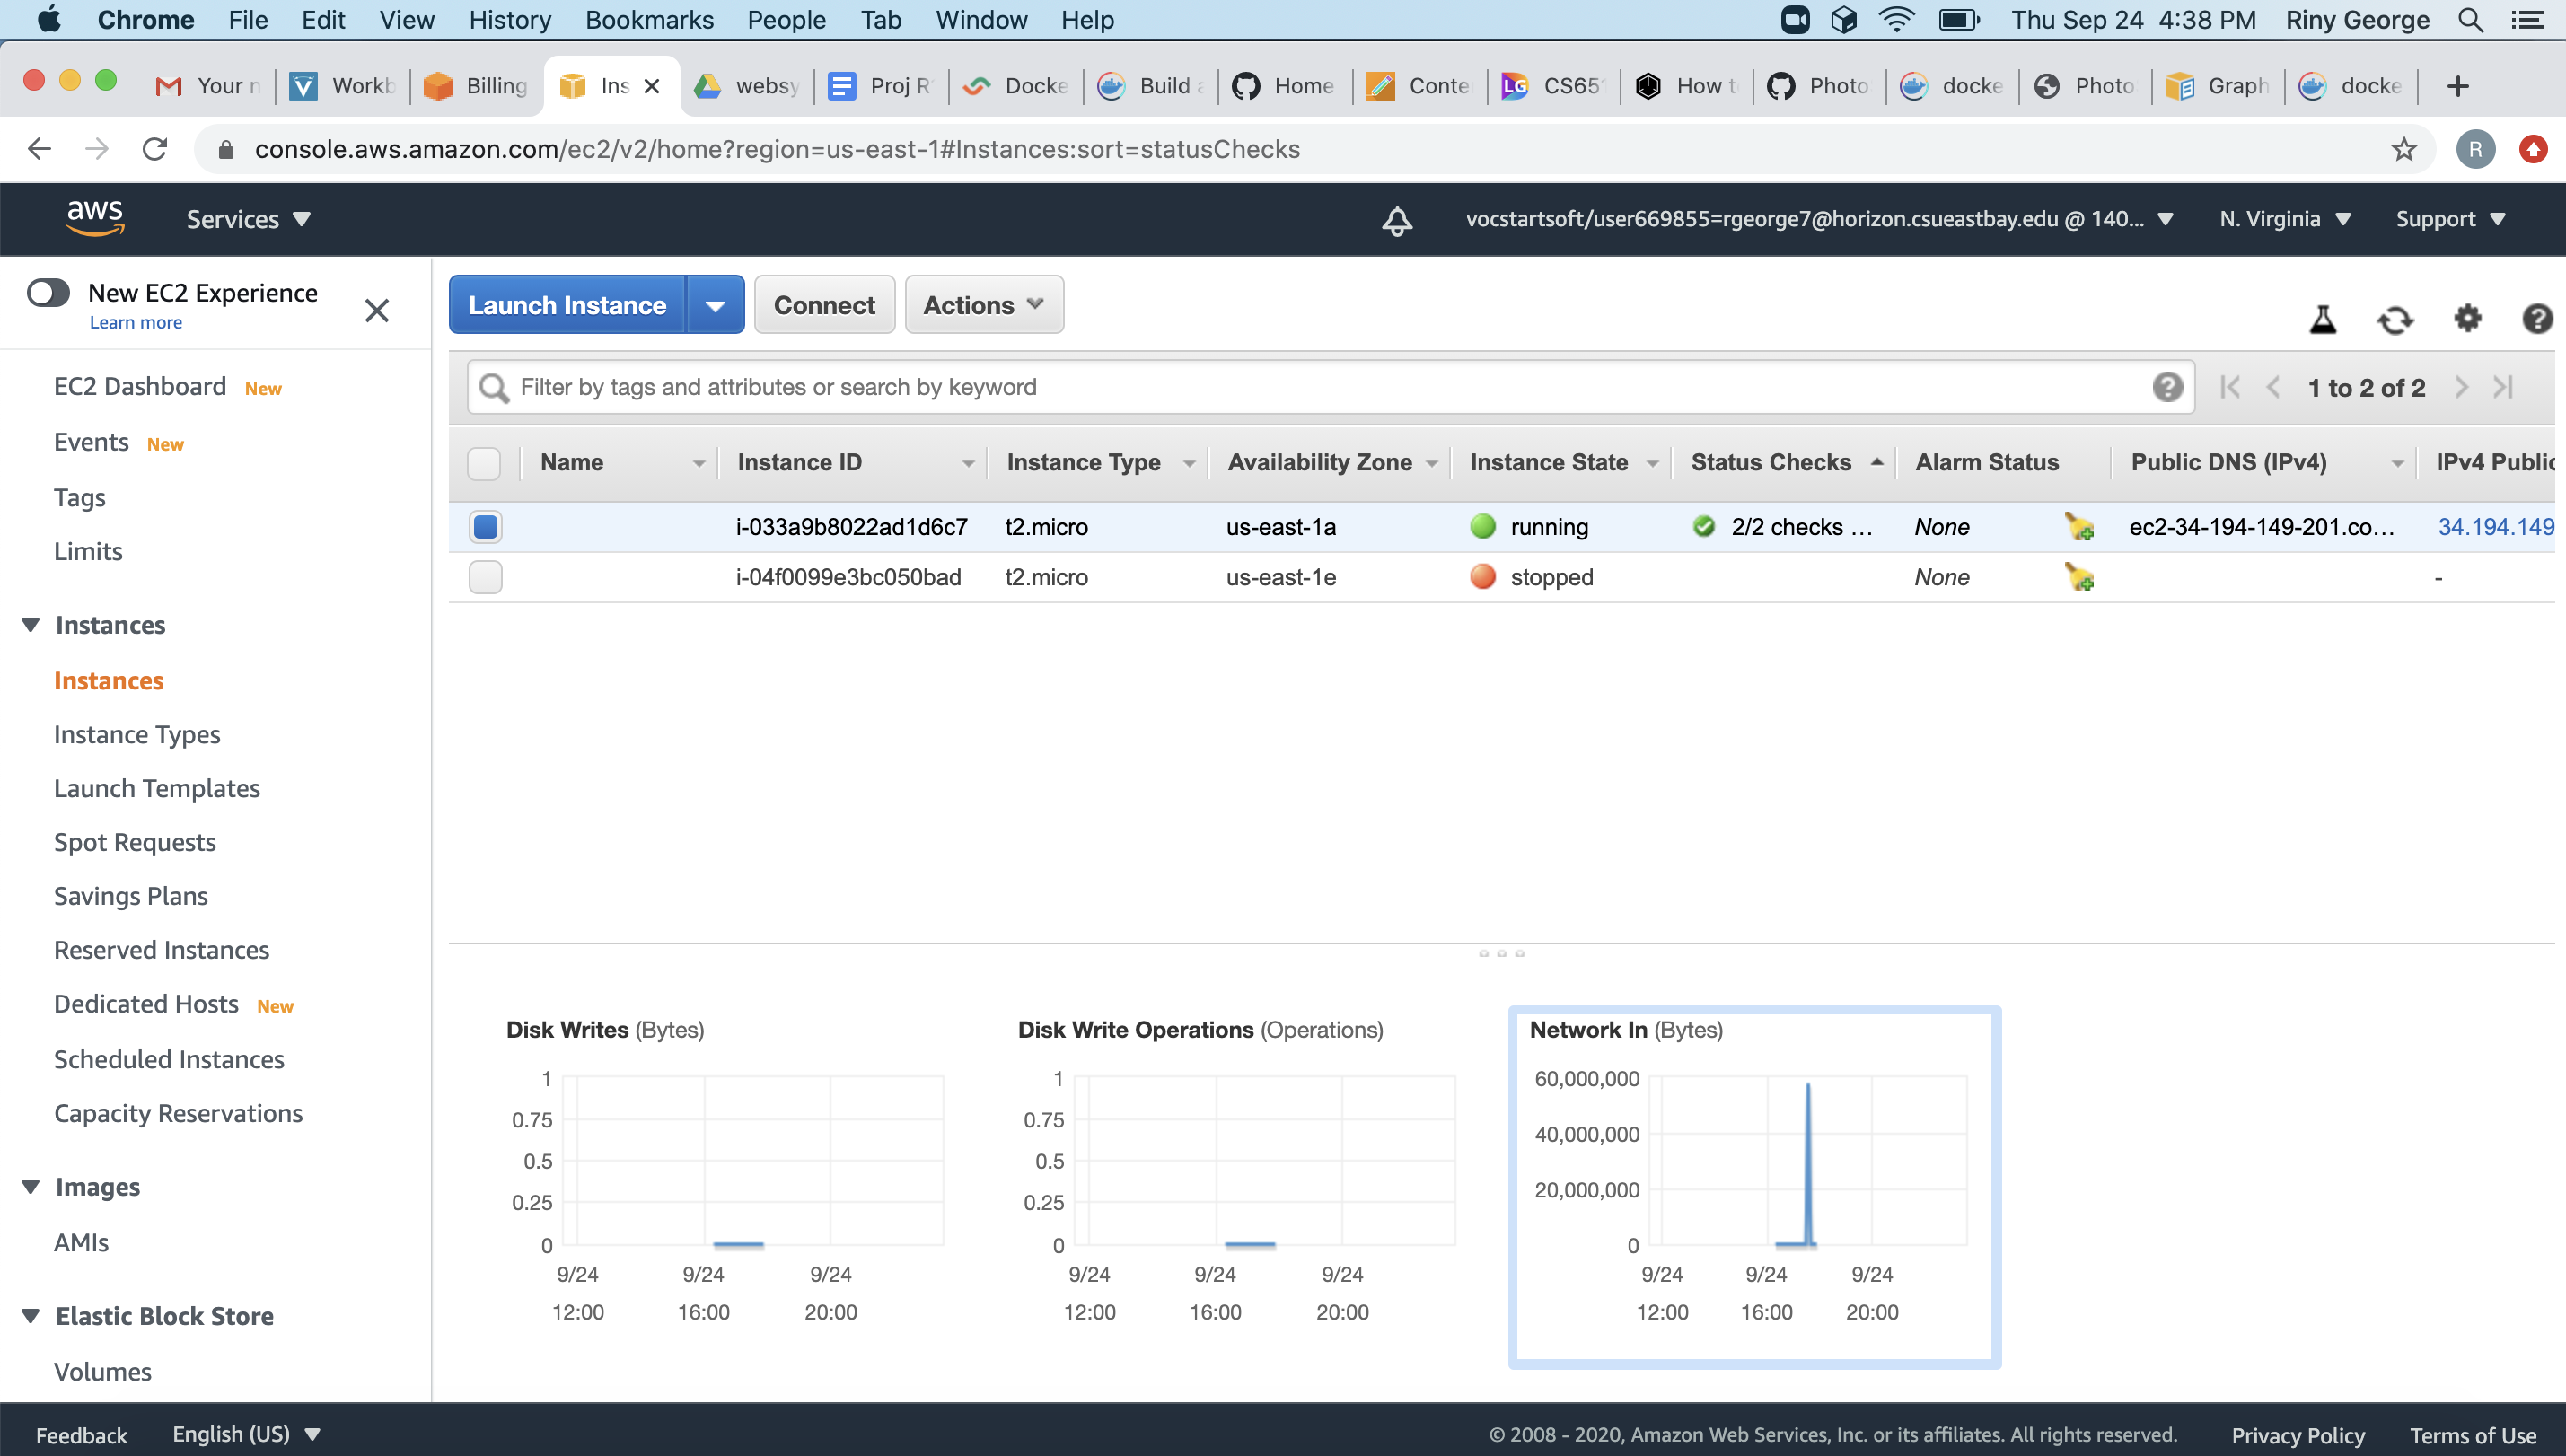 Chrome File Edit View History Bookmarks People Tab Window Help Thu Sep 24 4:38 PM Riny George
Your n Workb Billing Ins websy Proj R Docke Build a Home Conte CS651 How t Photo docke Photo Graph docke
console.aws.amazon.com/ec2/v2/home?region=us-east-1#Instances:sort=statusChecks R
aws Services vocstartsoft/user669855=rgeorge7@horizon.csueastbay.edu @ 140... N. Virginia Support
New EC2 Experience
Learn more
Launch Instance Connect Actions
Filter by tags and attributes or search by keyword 1 to 2 of 2
EC2 Dashboard New
Events New
Tags
Limits
Instances
Instances
Instance Types
Launch Templates
Spot Requests
Savings Plans
Reserved Instances
Dedicated Hosts New
Scheduled Instances
Capacity Reservations
Images
AMIs
Elastic Block Store
Volumes
Name Instance ID Instance Type Availability Zone Instance State Status Checks Alarm Status Public DNS (IPv4) IPv4 Public
i-033a9b8022ad1d6c7 t2.micro us-east-1a running 2/2 checks ... None ec2-34-194-149-201.co... 34.194.149
i-04f0099e3bc050bad t2.micro us-east-1e stopped None -
Disk Writes (Bytes)
1
0.75
0.5
0.25
0
9/24 9/24 9/24
12:00 16:00 20:00
Disk Write Operations (Operations)
1
0.75
0.5
0.25
0
9/24 9/24 9/24
12:00 16:00 20:00
Network In (Bytes)
60,000,000
40,000,000
20,000,000
0
9/24 9/24 9/24
12:00 16:00 20:00
Feedback English (US) © 2008 - 2020, Amazon Web Services, Inc. or its affiliates. All rights reserved. Privacy Policy Terms of Use